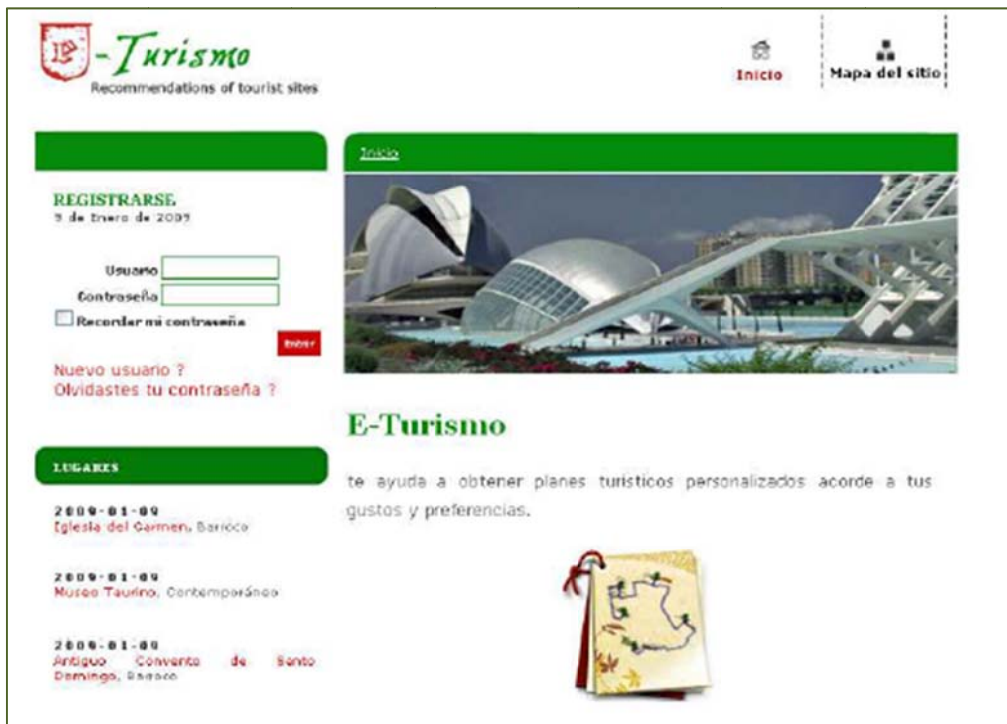 e-Turismo
Recommendations of tourist sites
Inicio
Mapa del sitio
Inicio
REGISTRARSE
9 de Enero de 2009
Usuario
Contraseña
Recordar mi contraseña
Entrar
Nuevo usuario ?
Olvidastes tu contraseña ?
LUGARES
2009-01-09
Iglesia del Carmen, Barroco
2009-01-09
Museo Taurino, Contemporáneo
2009-01-09
Antiguo Convento de Santo
Domingo, Barroco
E-Turismo
te ayuda a obtener planes turísticos personalizados acorde a tus
gustos y preferencias.